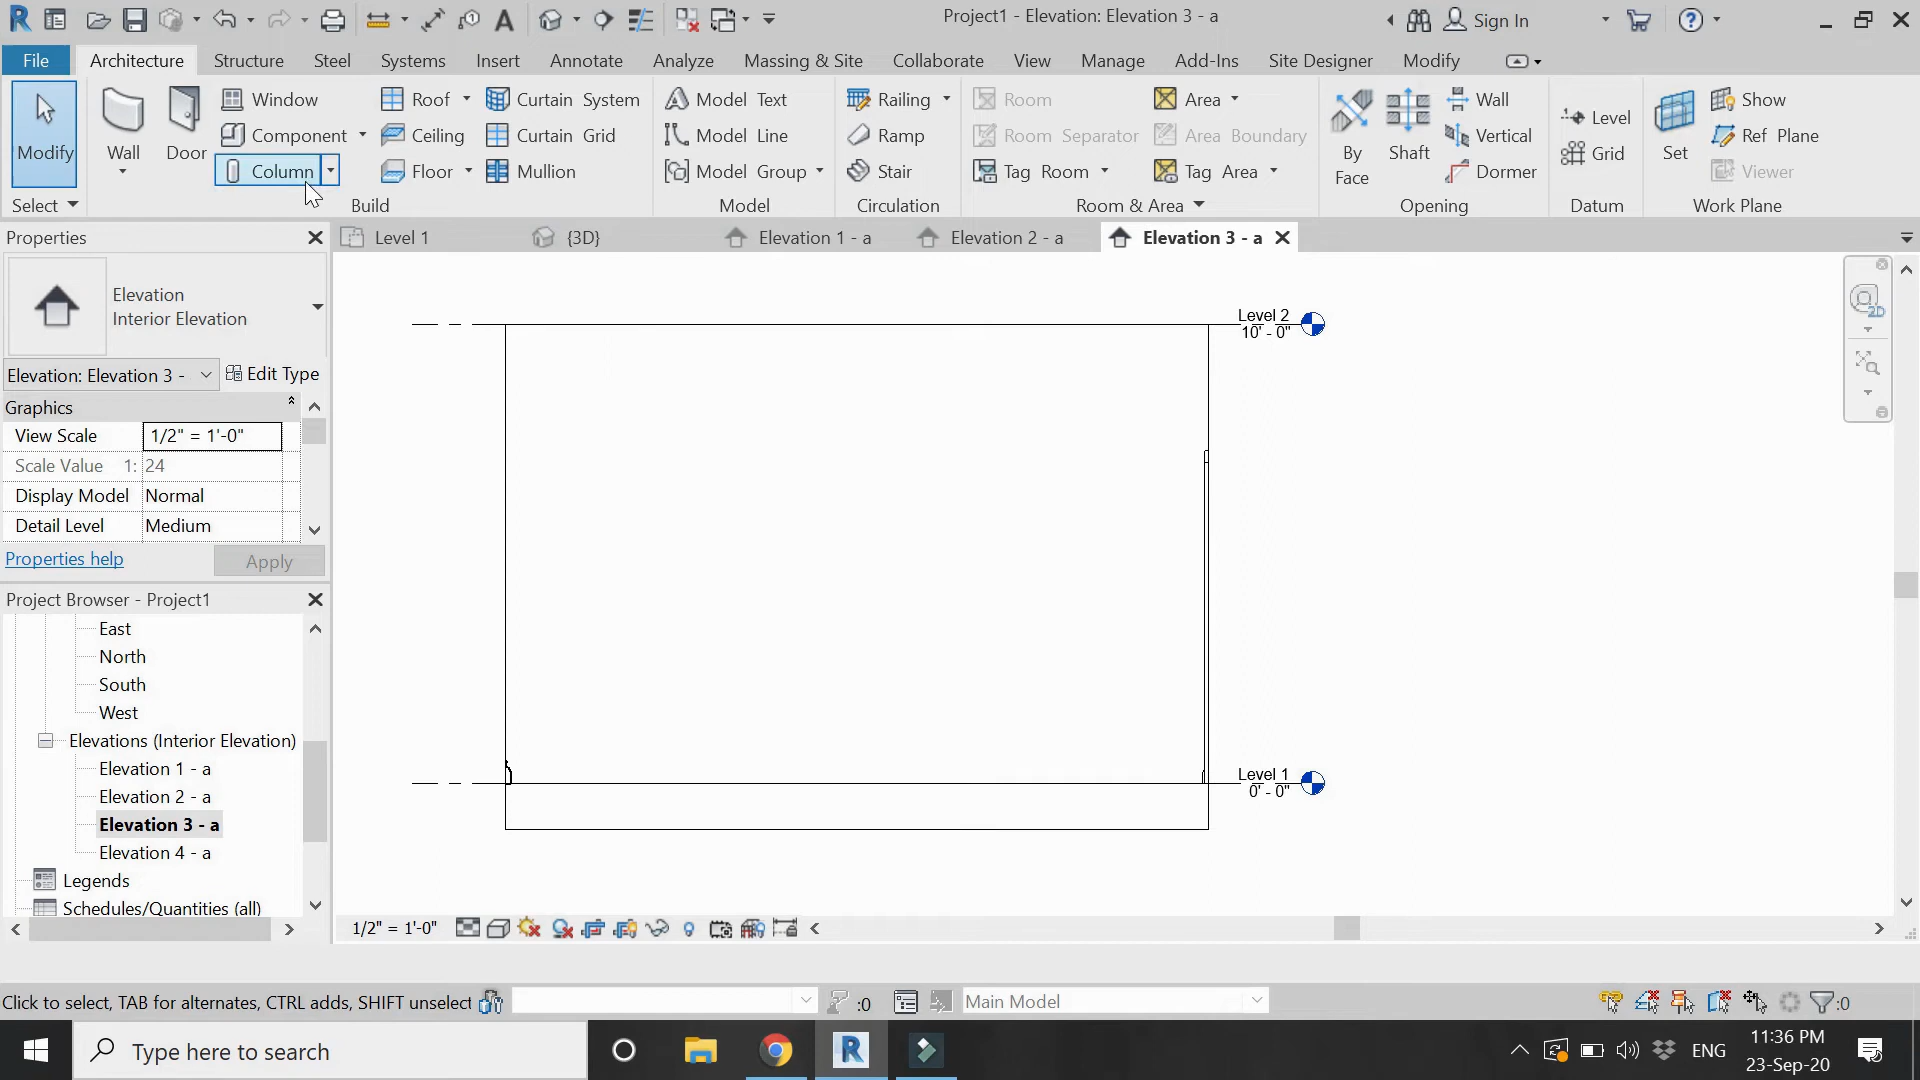 Project1 - Elevation: Elevation 3 - a
Sign In
File Architecture Structure Steel Systems Insert Annotate Analyze Massing & Site Collaborate View Manage Add-Ins Site Designer Modify
Modify
Select
Wall
Door
Window
Component
Column
Roof
Ceiling
Floor
Curtain System
Curtain Grid
Mullion
Build
Model Text
Model Line
Model Group
Model
Railing
Ramp
Stair
Circulation
Room
Room Separator
Tag Room
Area
Area Boundary
Tag Area
Room & Area
By Face
Shaft
Wall
Vertical
Dormer
Opening
Level
Grid
Datum
Set
Show
Ref Plane
Viewer
Work Plane
Properties
Level 1 {3D} Elevation 1 - a Elevation 2 - a Elevation 3 - a
Elevation
Interior Elevation
Elevation: Elevation 3 -
Edit Type
Graphics
View Scale 1/2" = 1'-0"
Scale Value 1: 24
Display Model Normal
Detail Level Medium
Properties help
Apply
Project Browser - Project1
East
North
South
West
Elevations (Interior Elevation)
Elevation 1 - a
Elevation 2 - a
Elevation 3 - a
Elevation 4 - a
Legends
Schedules/Quantities (all)
Level 2
10' - 0"
Level 1
0' - 0"
2D
1/2" = 1'-0"
Click to select, TAB for alternates, CTRL adds, SHIFT unselect
:0
Main Model
:0
Type here to search
ENG
11:36 PM
23-Sep-20